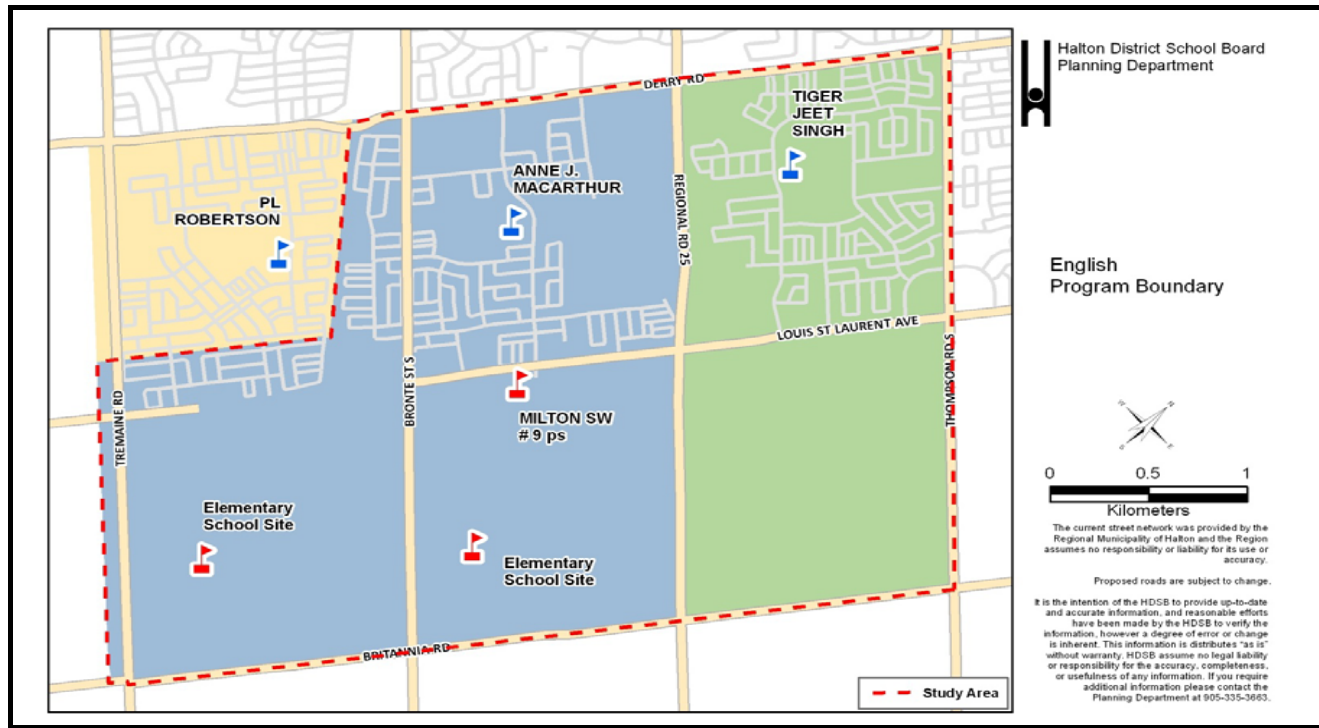 Halton District School Board
Planning Department
DERRY RD
TIGER
JEET
SINGH
ANNE J.
MACARTHUR
PL
ROBERTSON
REGIONAL RD 25
English
Program Boundary
LOUIS ST LAURENT AVE
BRONTE ST S
THOMPSON RD S
TREMAINE RD
MILTON SW
# 9 ps
Elementary
School Site
Elementary
School Site
BRITANNIA RD
Study Area
W
N
S
E
0 0.5 1
Kilometers
The current street network was provided by the
Regional Municipality of Halton and the Region
assumes no responsibility or liability for its use or
accuracy.
Proposed roads are subject to change.
It is the intention of the HDSB to provide up-to-date
and accurate information, and reasonable efforts
have been made by the HDSB to verify the
information, however a degree of error or change
is inherent. This information is distributes "as is"
without warranty. HDSB assume no legal liability
or responsibility for the accuracy, completeness,
or usefulness of any information. If you require
additional information please contact the
Planning Department at 905-335-3663.